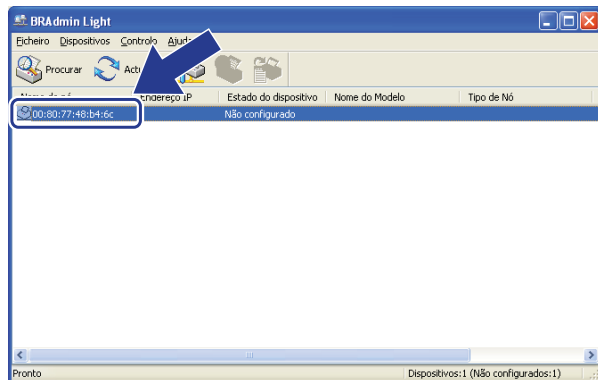 BRAdmin Light
Ficheiro Dispositivos Controlo Ajuda
Procurar
Endereço IP Estado do dispositivo Nome do Modelo Tipo de Nó
00:80:77:48:b4:6c Não configurado
Pronto Dispositivos:1 (Não configurados:1)